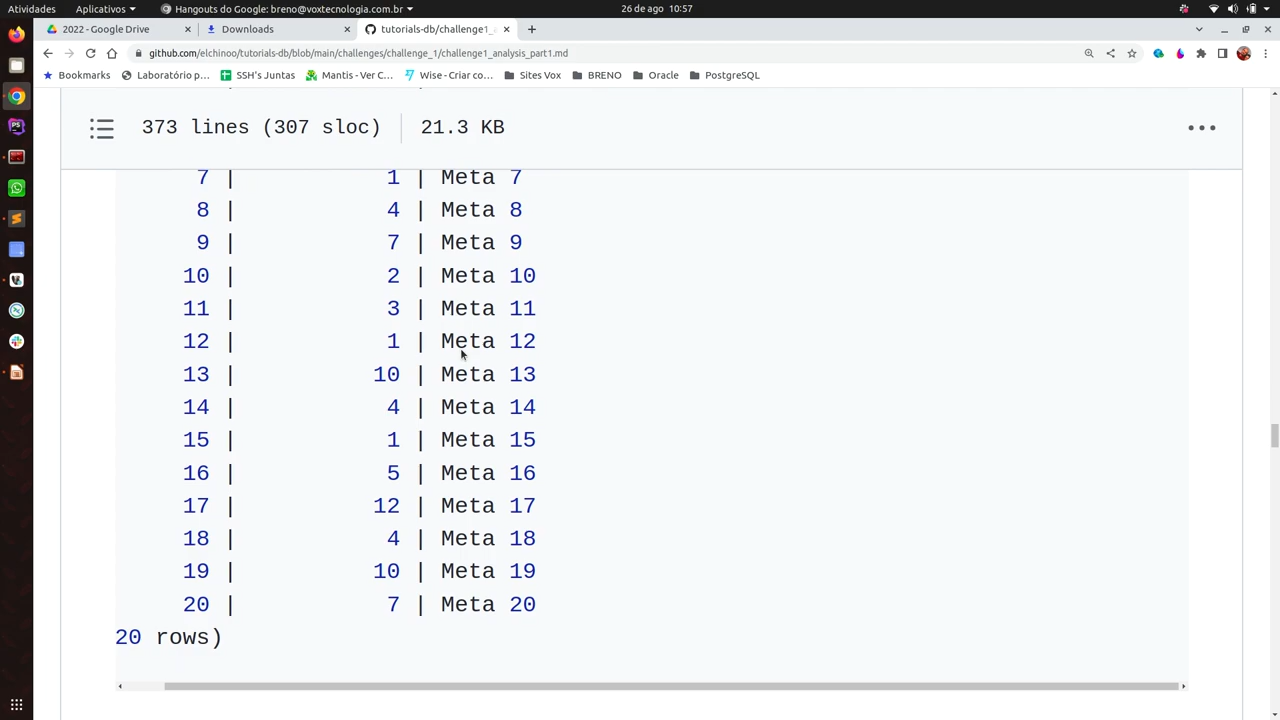 Atividades
Aplicativos
Hangouts do Google: breno@voxtecnologia.com.br
26 de ago 10:57
2022 - Google Drive
Downloads
tutorials-db/challenge1_
github.com/elchinoo/tutorials-db/blob/main/challenges/challenge_1/challenge1_analysis_part1.md
Bookmarks
Laboratório p...
SSH's Juntas
Mantis - Ver C...
Wise - Criar co...
Sites Vox
BRENO
Oracle
PostgreSQL
373 lines (307 sloc)
21.3 KB
7 | 1 | Meta 7
8 | 4 | Meta 8
9 | 7 | Meta 9
10 | 2 | Meta 10
11 | 3 | Meta 11
12 | 1 | Meta 12
13 | 10 | Meta 13
14 | 4 | Meta 14
15 | 1 | Meta 15
16 | 5 | Meta 16
17 | 12 | Meta 17
18 | 4 | Meta 18
19 | 10 | Meta 19
20 | 7 | Meta 20
20 rows)